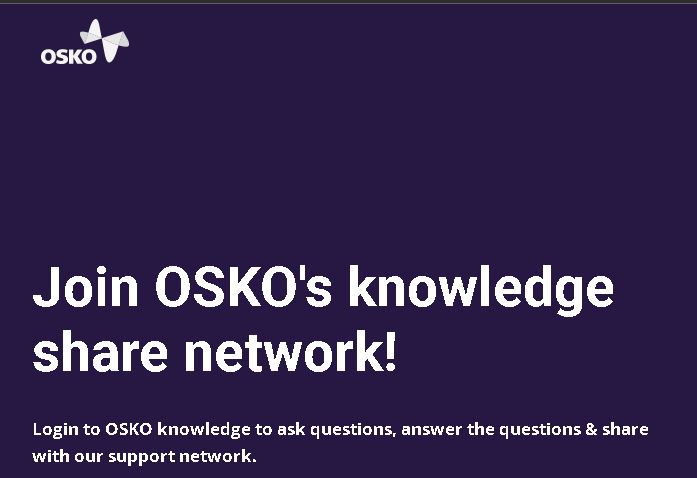 OSKO
Join OSKO's knowledge
share network!
Login to OSKO knowledge to ask questions, answer the questions & share
with our support network.